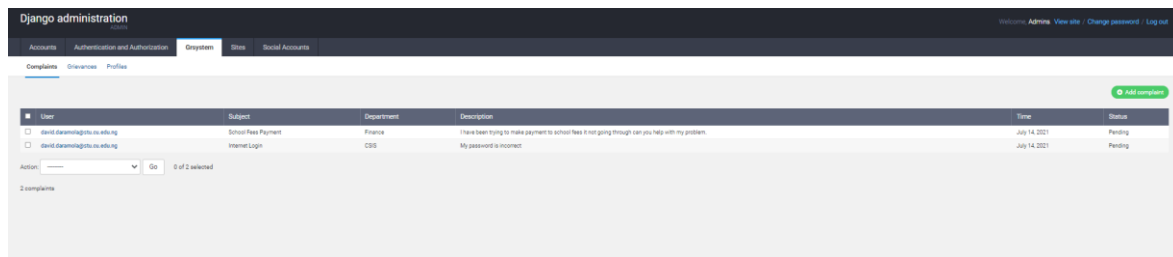 Django administration
ADMIN
Welcome, Admins. View site / Change password / Log out
Accounts Authentication and Authorization Grsystem Sites Social Accounts
Complaints Grievances Profiles
Add complaint
User Subject Department Description Time Status
david.daramola@stu.cu.edu.ng School Fees Payment Finance I have been trying to make payment to school fees it not going through can you help with my problem. July 14, 2021 Pending
david.daramola@stu.cu.edu.ng Internet Login CSIS My password is incorrect July 14, 2021 Pending
Action: -------- Go 0 of 2 selected
2 complaints